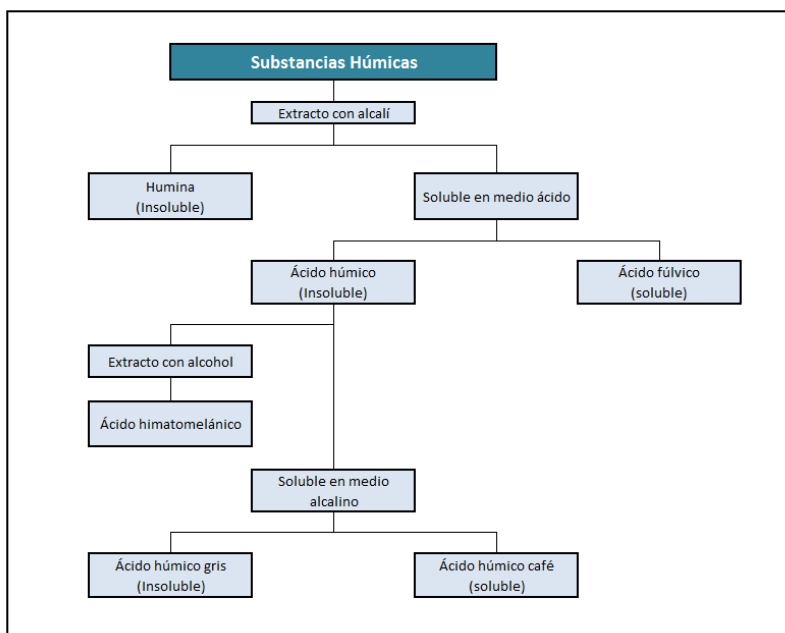 Substancias Húmicas
Extracto con alcalí
Humina
(Insoluble)
Soluble en medio ácido
Ácido húmico
(Insoluble)
Ácido fúlvico
(soluble)
Extracto con alcohol
Ácido himatomelánico
Soluble en medio
alcalino
Ácido húmico gris
(Insoluble)
Ácido húmico café
(soluble)